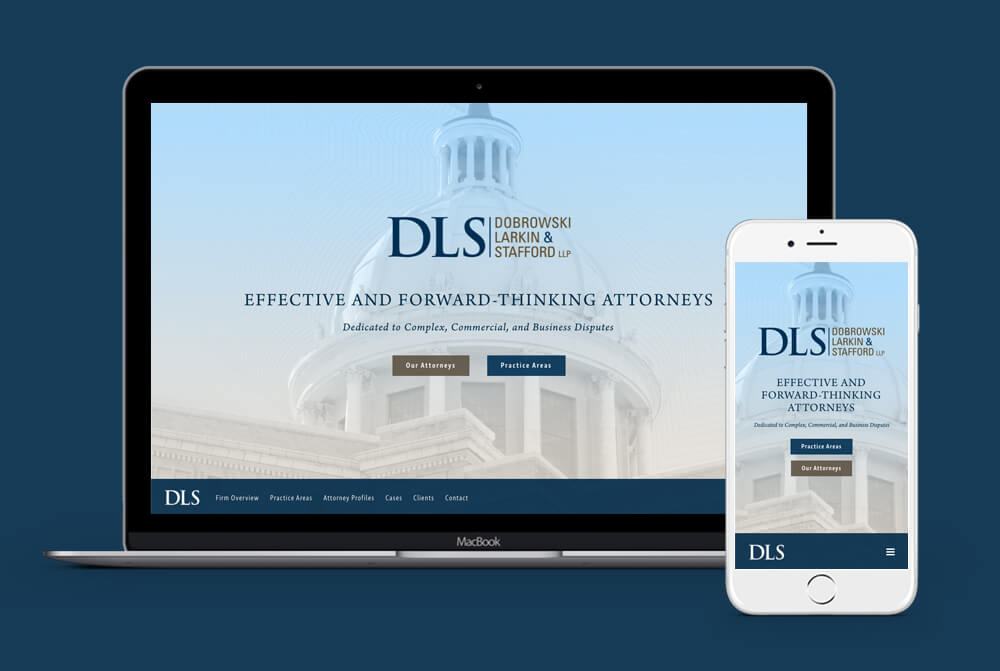 DLS
DOBROWSKI
LARKIN &
STAFFORD LLP
EFFECTIVE AND FORWARD-THINKING ATTORNEYS
Dedicated to Complex, Commercial, and Business Disputes
Our Attorneys Practice Areas
DLS Firm Overview Practice Areas Attorney Profiles Cases Clients Contact
MacBook
DLS
DOBROWSKI
LARKIN &
STAFFORD LLP
EFFECTIVE AND
FORWARD-THINKING
ATTORNEYS
Dedicated to Complex, Commercial, and Business Disputes
Practice Areas
Our Attorneys
DLS